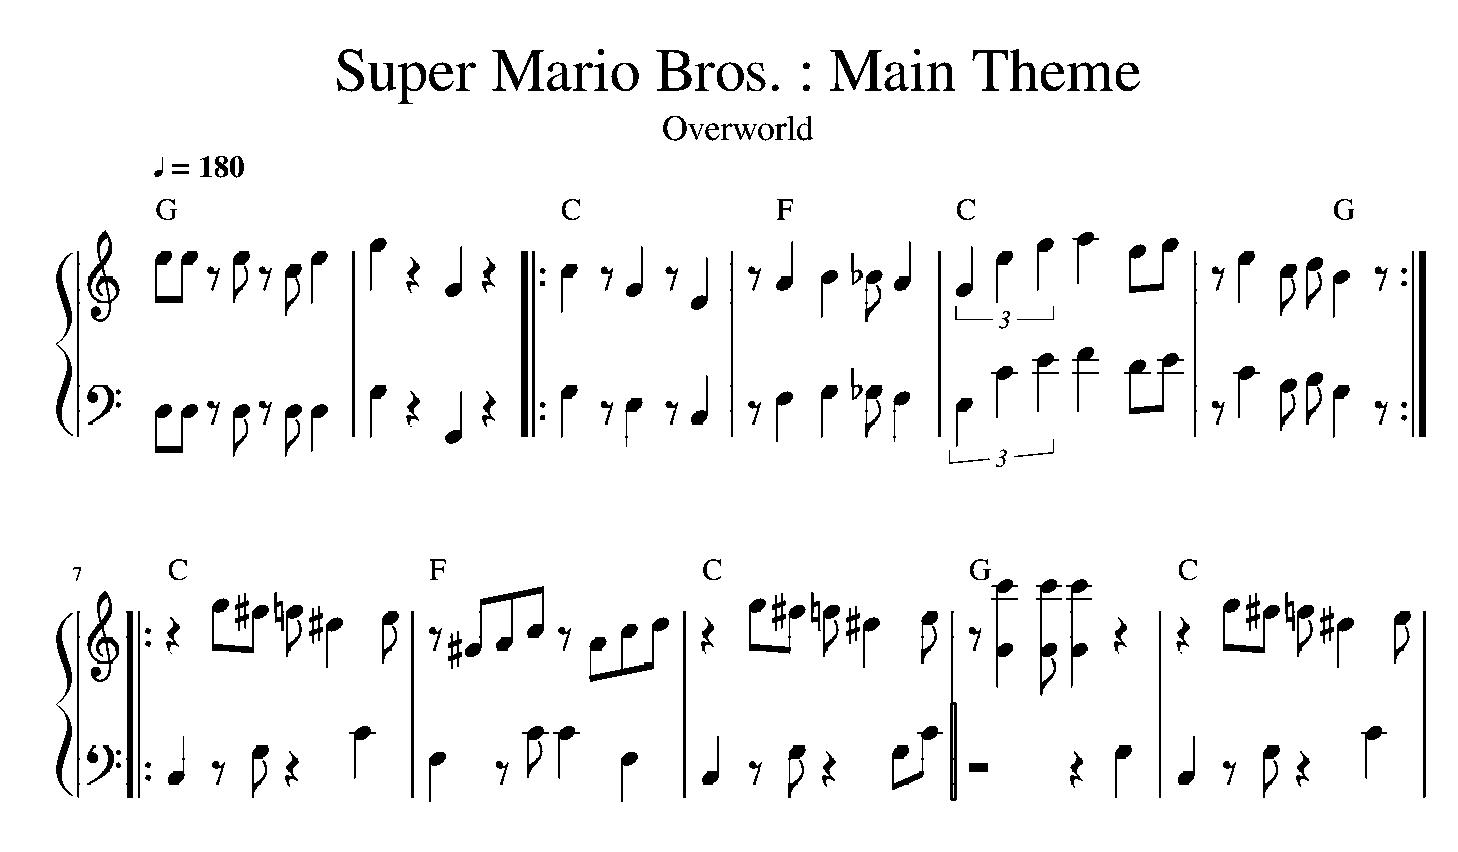 Super Mario Bros. : Main Theme
Overworld
♩ = 180
G C F C G
3
3
7 C F C G C